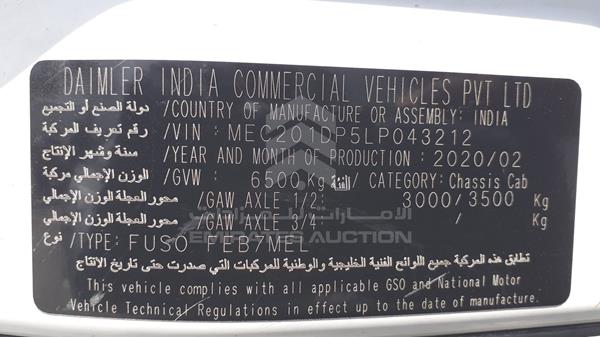 DAIMLER INDIA COMMERCIAL VEHICLES PVT LTD
دولة الصنع أو التجميع /COUNTRY OF MANUFACTURE OR ASSEMBLY: INDIA
رقم تعريف المركبة /VIN:
سنة وشهر الإنتاج /YEAR AND MONTH OF PRODUCTION: 2020/02
الوزن الإجمالي مركبة /GVW: 6500Kg الفئة / CATEGORY: Chassis Cab
محور العجلة الوزن الإجمالي /GAW AXLE 1/2: 3000/3500 Kg
محور العجلة الوزن الإجمالي /GAW AXLE 3/4: / Kg
الامارات للمزادات
EMIRATES AUCTION
نوع /TYPE: FUSO FEB7MEL
تطابق هذه المركبة جميع اللوائح الفنية الخليجية والوطنية للمركبات التي صدرت حتى تاريخ الانتاج
This vehicle complies with all applicable GSO and National Motor
Vehicle Technical Regulations in effect up to the date of manufacture.